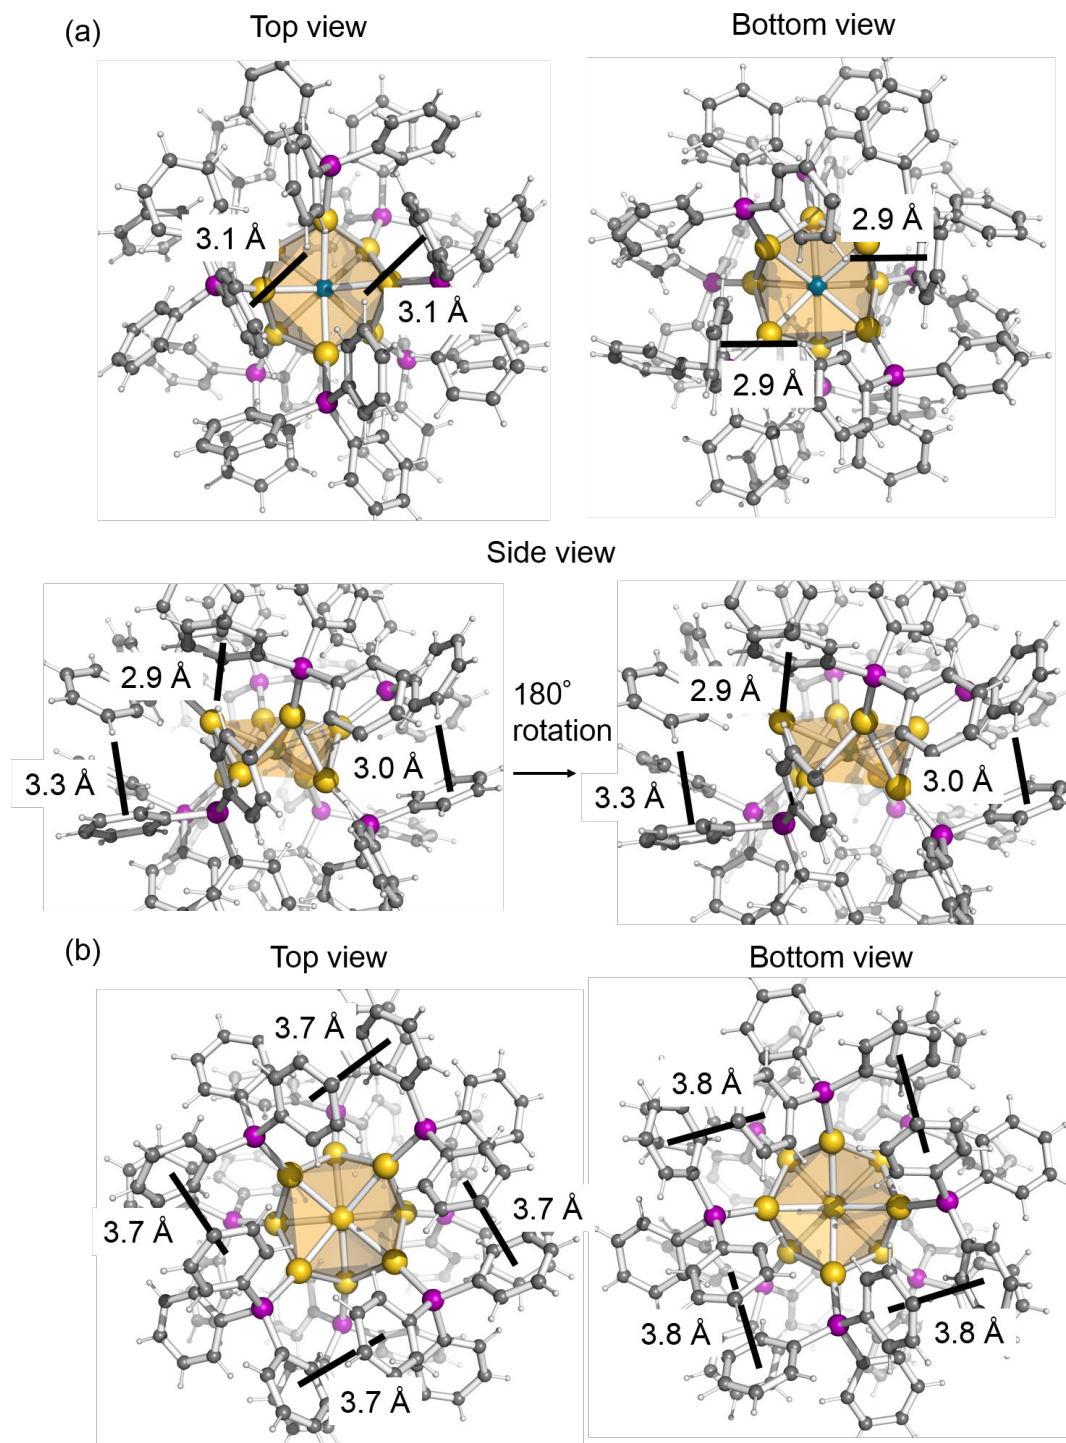 (a)
Top view
Bottom view
3.1 Å
3.1 Å
2.9 Å
2.9 Å
Side view
2.9 Å
3.3 Å
3.0 Å
180°
rotation
2.9 Å
3.3 Å
3.0 Å
(b)
Top view
Bottom view
3.7 Å
3.7 Å
3.7 Å
3.7 Å
3.8 Å
3.8 Å
3.8 Å